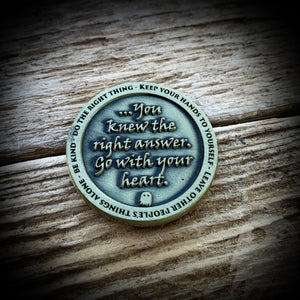 ...You
knew the
right answer.
Go with your
heart.
BE KIND · DO THE RIGHT THING · KEEP YOUR HANDS TO YOURSELF · LEAVE OTHER PEOPLE'S THINGS ALONE ·